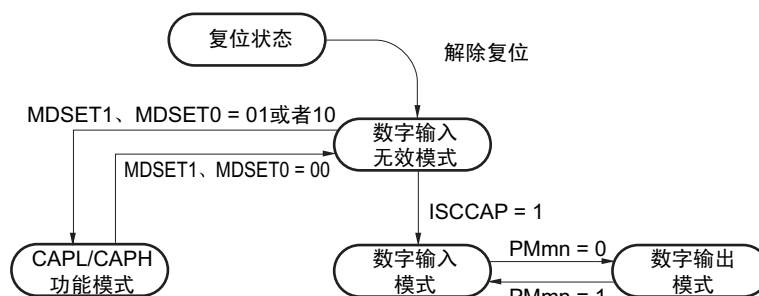 复位状态
解除复位
MDSET1、MDSET0 = 01或者10
数字输入
无效模式
MDSET1、MDSET0 = 00
ISCCAP = 1
CAPL/CAPH
功能模式
数字输入
模式
PMmn = 0
数字输出
模式
PMmn = 1